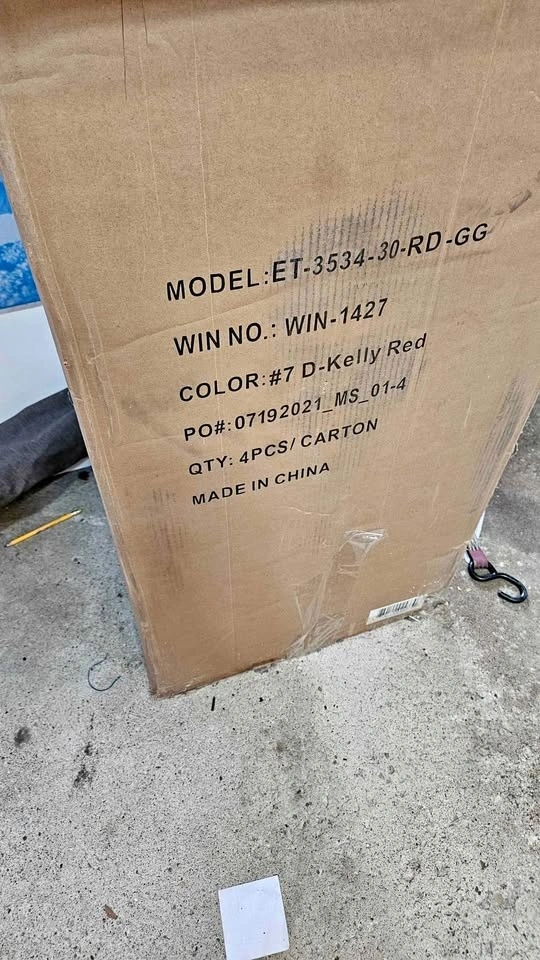 MODEL:ET-3534-30-RD-GG
WIN NO.: WIN-1427
COLOR:#7 D-Kelly Red
PO#:07192021_MS_01-4
QTY: 4PCS/ CARTON
MADE IN CHINA